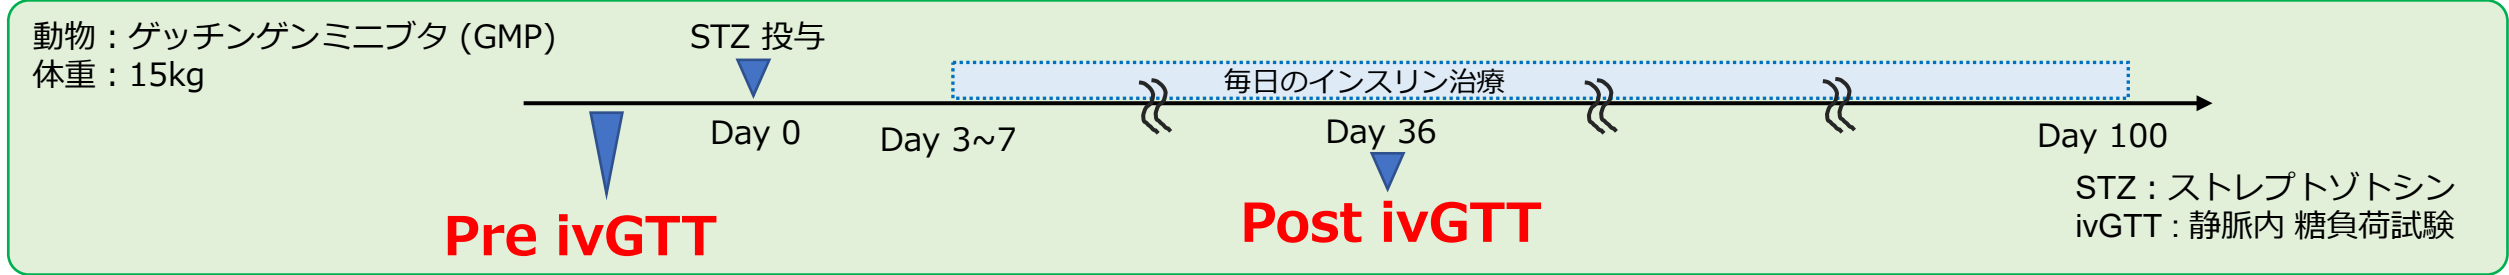 動物：ゲッチンゲンミニブタ (GMP)
体重：15kg
STZ 投与
毎日のインスリン治療
Day 0
Day 3~7
Day 36
Day 100
Pre ivGTT
Post ivGTT
STZ：ストレプトゾトシン
ivGTT : 静脈内 糖負荷試験